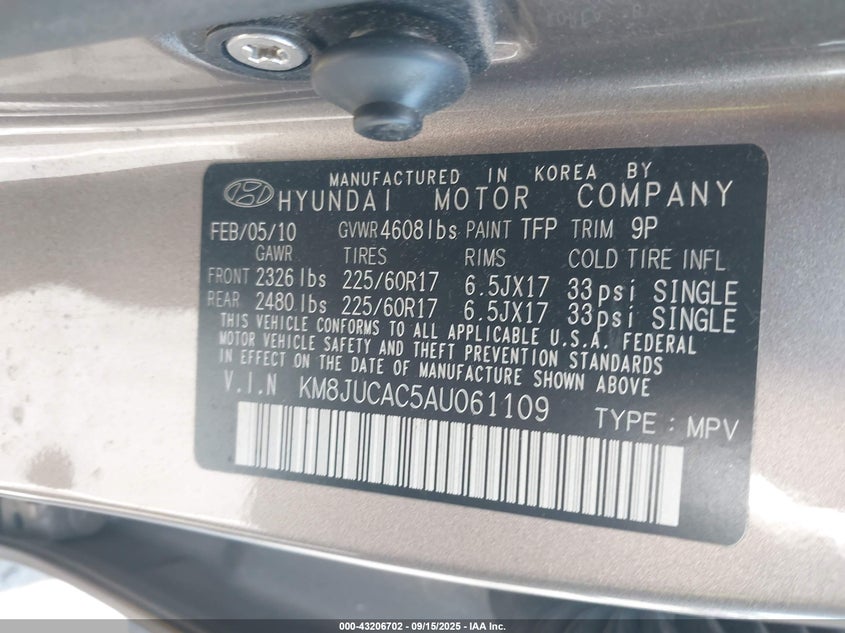 MANUFACTURED IN KOREA BY
HYUNDAI MOTOR COMPANY
FEB/05/10 GVWR 4608 lbs PAINT TFP TRIM 9P
GAWR TIRES RIMS COLD TIRE INFL
FRONT 2326 lbs 225/60R17 6.5JX17 33psi SINGLE
REAR 2480 lbs 225/60R17 6.5JX17 33psi SINGLE
THIS VEHICLE CONFORMS TO ALL APPLICABLE U.S.A. FEDERAL
MOTOR VEHICLE SAFETY AND THEFT PREVENTION STANDARDS
IN EFFECT ON THE DATE OF MANUFACTURE SHOWN ABOVE
V.I.N KM8JUCAC5AU061109
TYPE : MPV
000-43206702 - 09/15/2025 - IAA Inc.